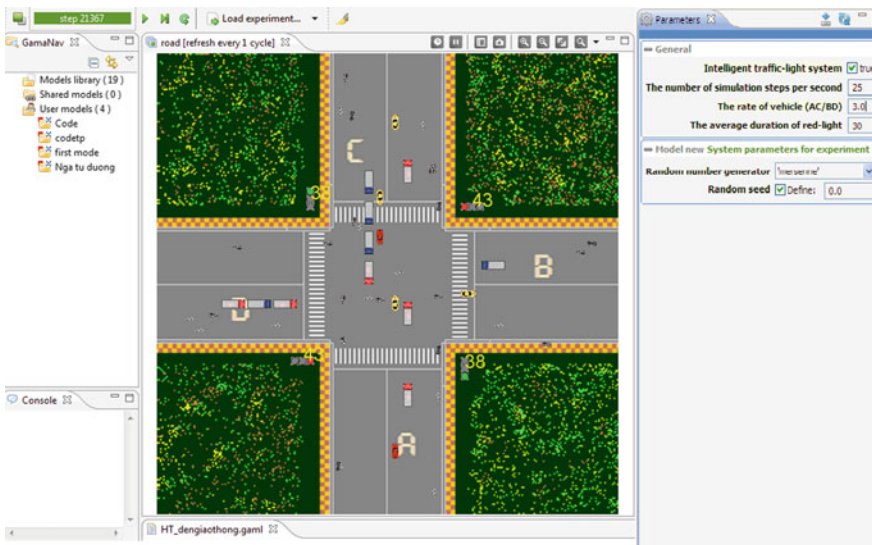 step 21367
Load experiment...
GamaNav
Models library (19)
Shared models (0)
User models (4)
Code
codetp
first mode
Nga tu duong
Console
road [refresh every 1 cycle]
C
43
B
D
43
38
A
HT_dengiaothong.gaml
Parameters
General
Intelligent traffic-light system true
The number of simulation steps per second 25
The rate of vehicle (AC/BD) 3.0
The average duration of red-light 30
Model new System parameters for experiment
Random number generator 'mersenne'
Random seed Define: 0.0